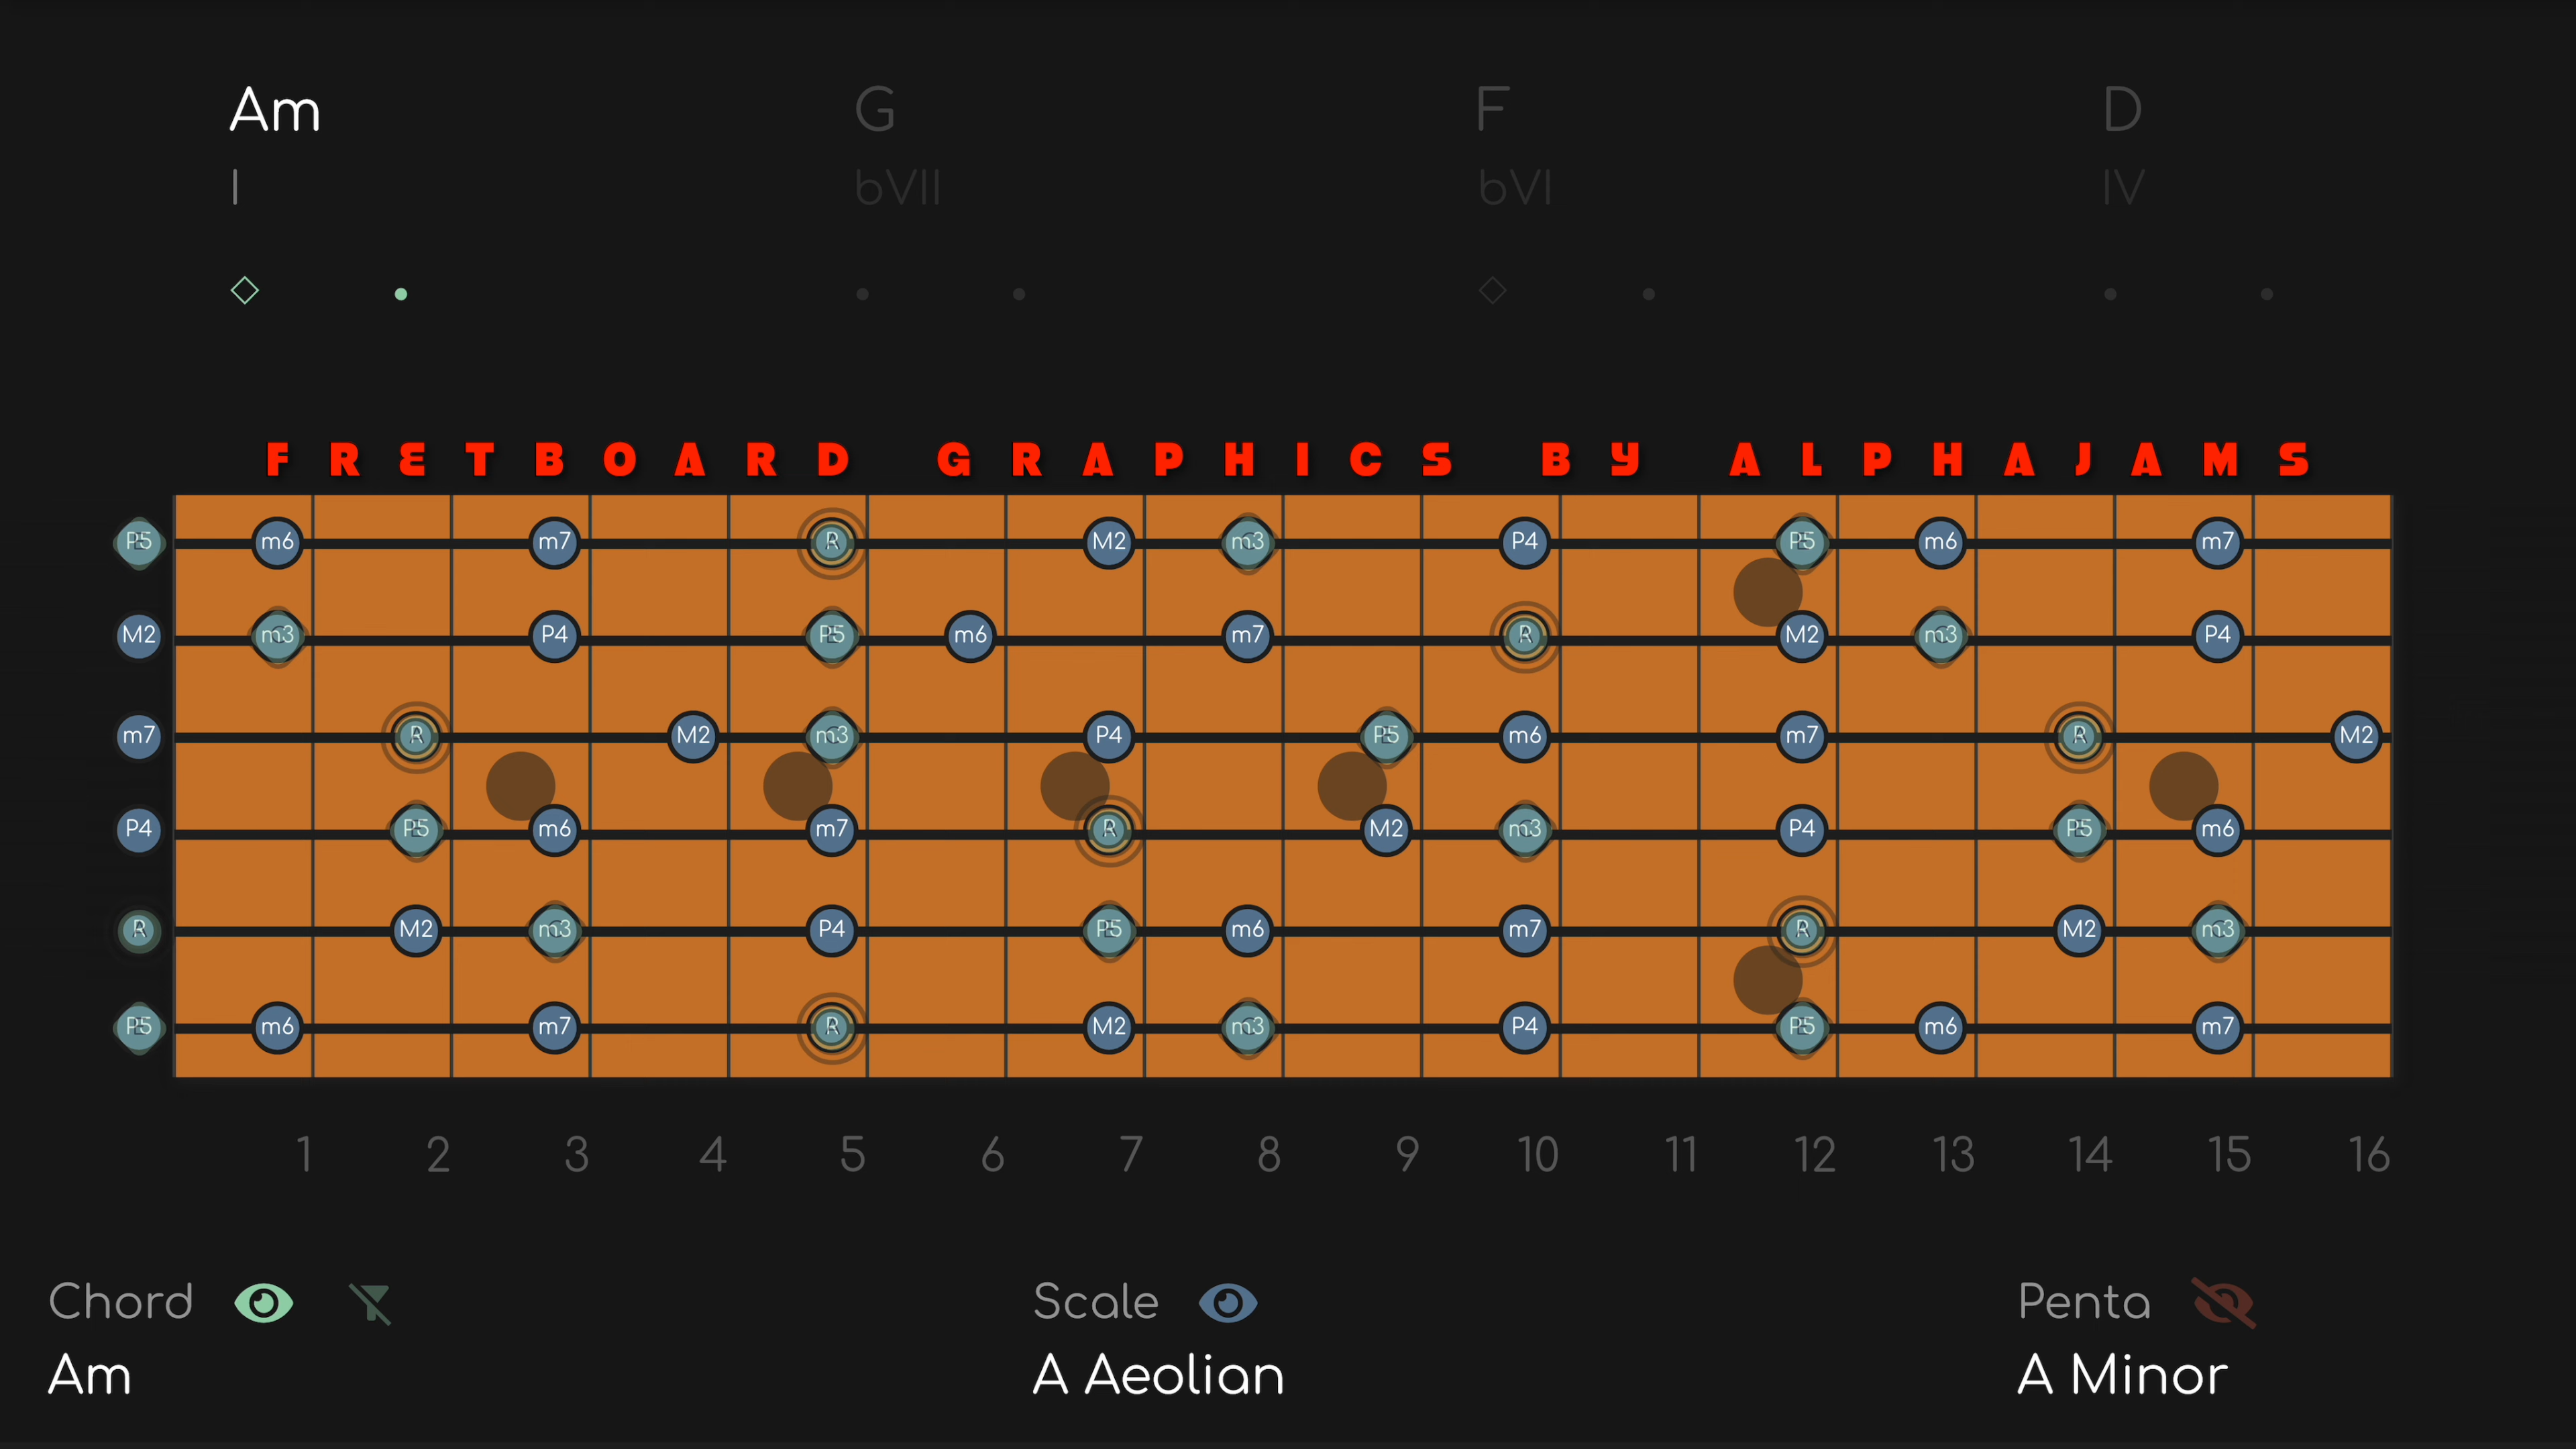 Am G F D
I bVII bVI IV
FRETBOARD GRAPHICS BY ALPHAJAMS
P5 m6 m7 R M2 m3 P4 P5 m6 m7
M2 m3 P4 P5 m6 m7 R M2 m3 P4
m7 R M2 m3 P4 P5 m6 m7 R M2
P4 P5 m6 m7 R M2 m3 P4 P5 m6
R M2 m3 P4 P5 m6 m7 R M2 m3
P5 m6 m7 R M2 m3 P4 P5 m6 m7
1 2 3 4 5 6 7 8 9 10 11 12 13 14 15 16
Chord Scale Penta
Am A Aeolian A Minor